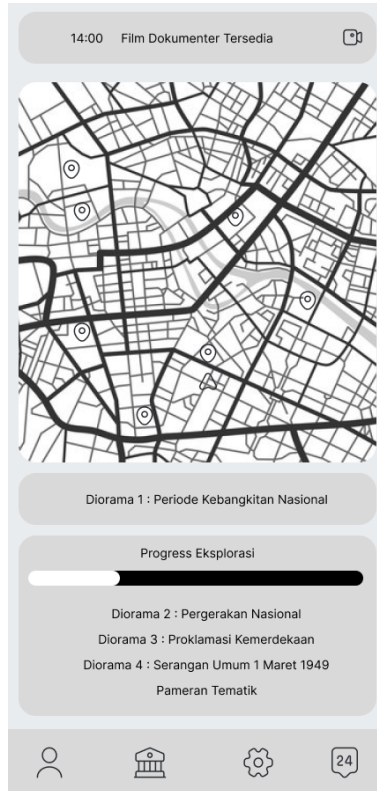 14:00 Film Dokumenter Tersedia
Diorama 1 : Periode Kebangkitan Nasional
Progress Eksplorasi
Diorama 2 : Pergerakan Nasional
Diorama 3 : Proklamasi Kemerdekaan
Diorama 4 : Serangan Umum 1 Maret 1949
Pameran Tematik
24